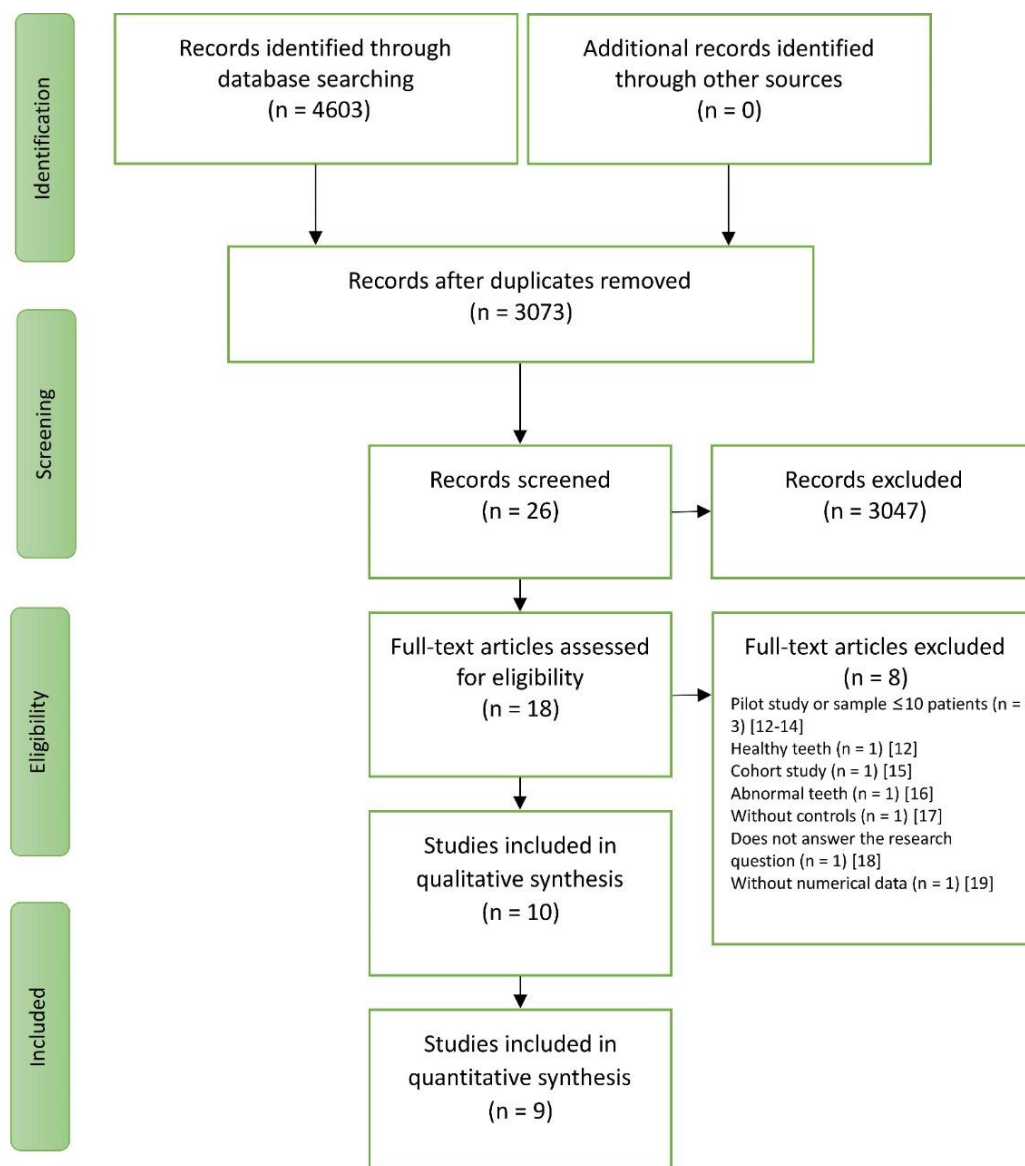 Identification
Records identified through
database searching
(n = 4603)
Additional records identified
through other sources
(n = 0)
Records after duplicates removed
(n = 3073)
Screening
Records screened
(n = 26)
Records excluded
(n = 3047)
Eligibility
Full-text articles assessed
for eligibility
(n = 18)
Full-text articles excluded
(n = 8)
Pilot study or sample ≤10 patients (n =
3) [12-14]
Healthy teeth (n = 1) [12]
Cohort study (n = 1) [15]
Abnormal teeth (n = 1) [16]
Without controls (n = 1) [17]
Does not answer the research
question (n = 1) [18]
Without numerical data (n = 1) [19]
Studies included in
qualitative synthesis
(n = 10)
Included
Studies included in
quantitative synthesis
(n = 9)